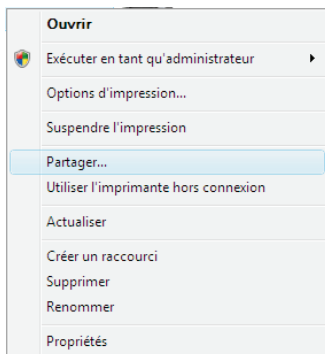 Ouvrir
Exécuter en tant qu'administrateur
Options d'impression...
Suspendre l'impression
Partager...
Utiliser l'imprimante hors connexion
Actualiser
Créer un raccourci
Supprimer
Renommer
Propriétés